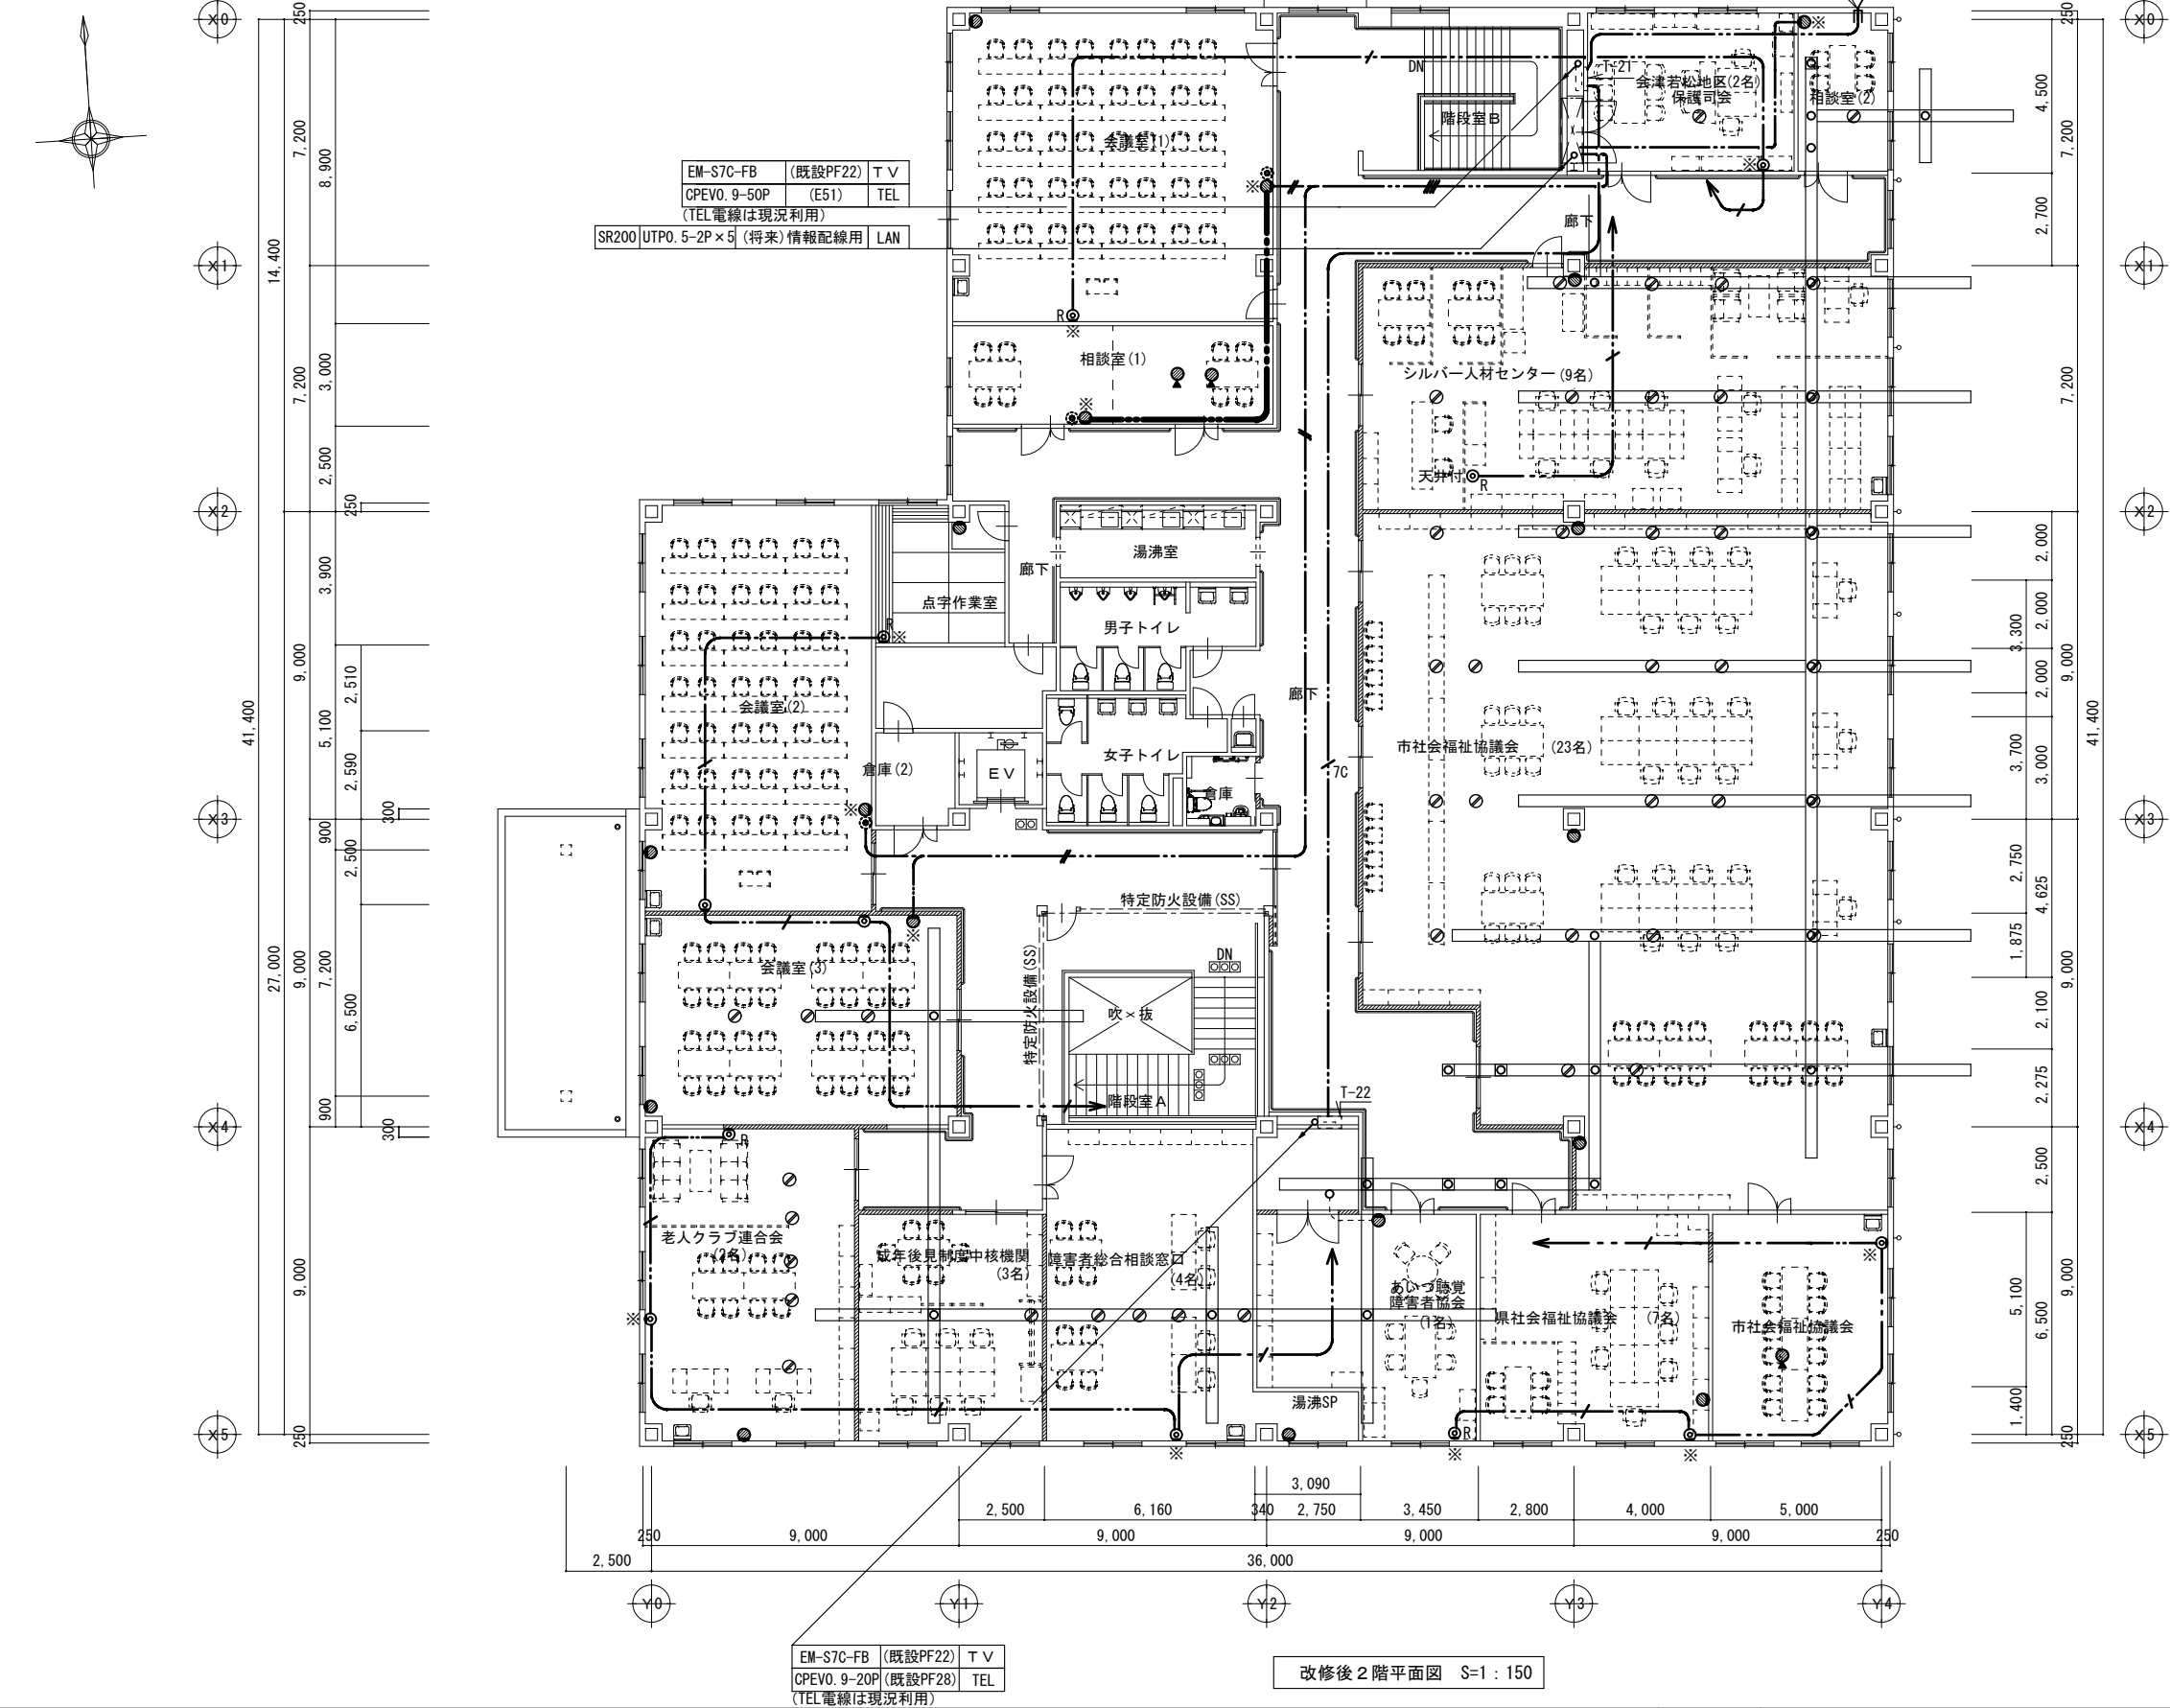 X0
X1
X2
X3
X4
X5
250
7,200
14,400
8,900
7,200
3,000
2,500
250
3,900
9,000
2,510
41,400
5,100
2,590
300
900
2,500
27,000
9,000
7,200
6,500
900
300
9,000
250
EM-S7C-FB (既設PF22) TV
CPEV0.9-50P (E51) TEL
(TEL電線は現況利用)
SR200 UTP0.5-2P×5 (将来)情報配線用 LAN
会議室(1)
R
※
相談室(1)
※
※
DN
階段室B
T-21
会津若松地区(2名)
保護司会
相談室(2)
※
※
廊下
シルバー人材センター(9名)
天井付
R
湯沸室
廊下
点字作業室
R
※
男子トイレ
会議室(2)
廊下
女子トイレ
倉庫(2)
EV
倉庫
7C
市社会福祉協議会 (23名)
※
特定防火設備(SS)
特定防火設備(SS)
※
会議室(3)
DN
吹×抜
階段室A
T-22
R
老人クラブ連合会
(2名)
成年後見制度中核機関
(3名)
障害者総合相談窓口
(4名)
あいづ聴覚
障害者協会
(1名)
県社会福祉協議会 (7名)
市社会福祉協議会
※
※
湯沸SP
R
※
※
※
X0
X1
X2
X3
X4
X5
250
4,500
7,200
2,700
7,200
2,000
2,000
3,300
2,000
9,000
41,400
3,700
3,000
2,750
4,625
1,875
9,000
2,100
2,275
2,500
5,100
9,000
6,500
1,400
250
3,090
2,500 6,160 340 2,750 3,450 2,800 4,000 5,000
250 9,000 9,000 9,000 9,000 250
2,500 36,000
Y0 Y1 Y2 Y3 Y4
EM-S7C-FB (既設PF22) TV
CPEV0.9-20P (既設PF28) TEL
(TEL電線は現況利用)
改修後2階平面図 S=1:150